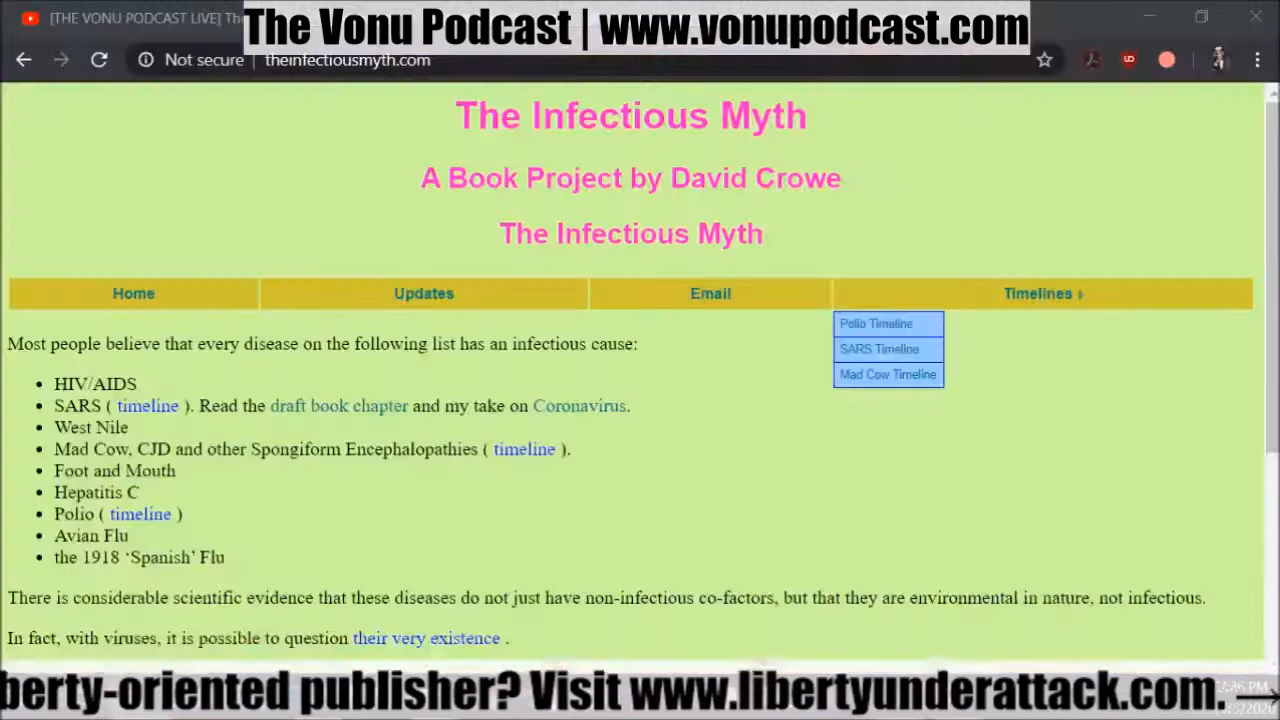 [THE VONU PODCAST LIVE]
The Vonu Podcast | www.vonupodcast.com
Not secure | theinfectiousmyth.com
The Infectious Myth
A Book Project by David Crowe
The Infectious Myth
Home Updates Email Timelines
Polio Timeline
SARS Timeline
Mad Cow Timeline
Most people believe that every disease on the following list has an infectious cause:
• HIV/AIDS
• SARS ( timeline ). Read the draft book chapter and my take on Coronavirus.
• West Nile
• Mad Cow, CJD and other Spongiform Encephalopathies ( timeline ).
• Foot and Mouth
• Hepatitis C
• Polio ( timeline )
• Avian Flu
• the 1918 ‘Spanish’ Flu
There is considerable scientific evidence that these diseases do not just have non-infectious co-factors, but that they are environmental in nature, not infectious.
In fact, with viruses, it is possible to question their very existence .
berty-oriented publisher? Visit www.libertyunderattack.com.